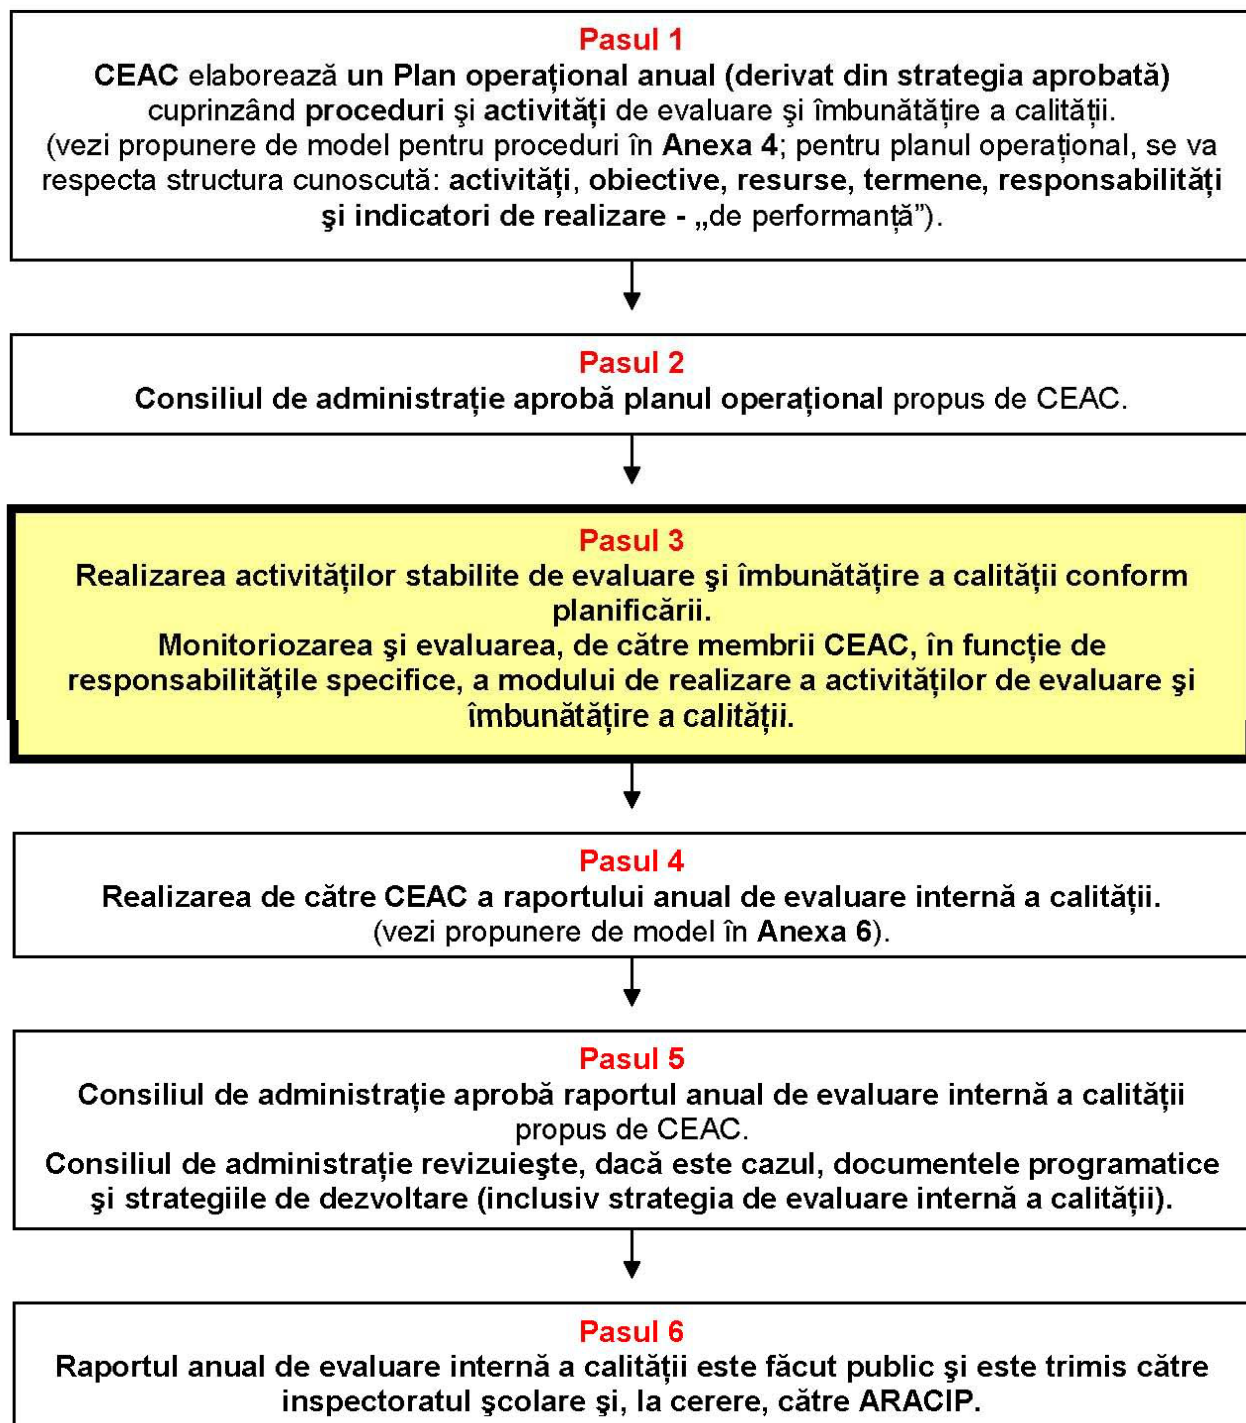 Pasul 1
CEAC elaborează un Plan operațional anual (derivat din strategia aprobată)
cuprinzând proceduri şi activități de evaluare şi îmbunătățire a calității.
(vezi propunere de model pentru proceduri în Anexa 4; pentru planul operațional, se va
respecta structura cunoscută: activități, obiective, resurse, termene, responsabilități
şi indicatori de realizare - „de performanță”).
Pasul 2
Consiliul de administrație aprobă planul operațional propus de CEAC.
Pasul 3
Realizarea activităților stabilite de evaluare şi îmbunătățire a calității conform
planificării.
Monitoriozarea şi evaluarea, de către membrii CEAC, în funcție de
responsabilitățile specifice, a modului de realizare a activităților de evaluare şi
îmbunătățire a calității.
Pasul 4
Realizarea de către CEAC a raportului anual de evaluare internă a calității.
(vezi propunere de model în Anexa 6).
Pasul 5
Consiliul de administrație aprobă raportul anual de evaluare internă a calității
propus de CEAC.
Consiliul de administrație revizuieşte, dacă este cazul, documentele programatice
şi strategiile de dezvoltare (inclusiv strategia de evaluare internă a calității).
Pasul 6
Raportul anual de evaluare internă a calității este făcut public şi este trimis către
inspectoratul şcolare şi, la cerere, către ARACIP.